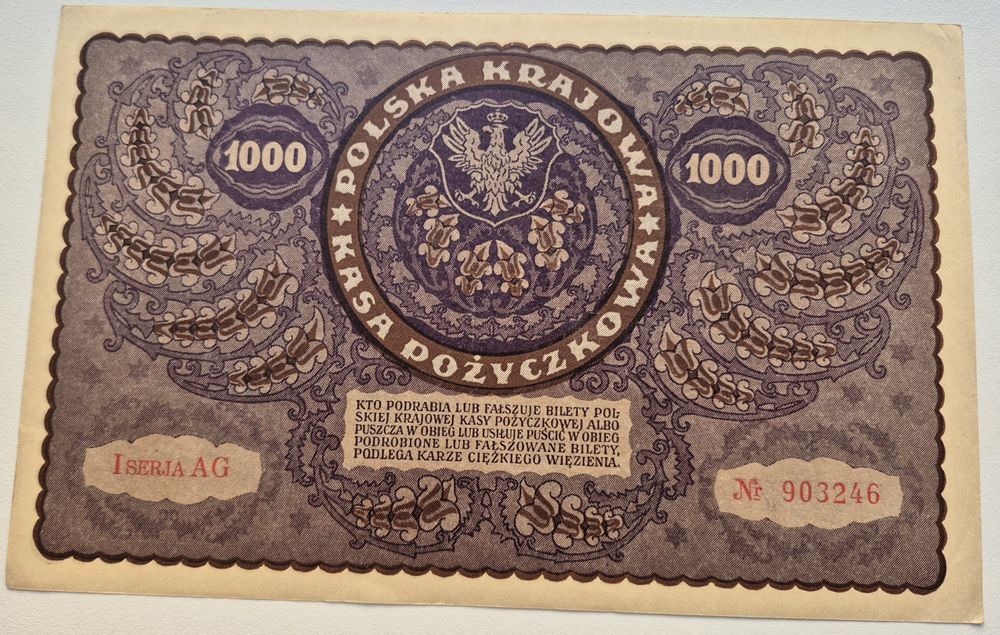 POLSKA KRAJOWA ★ KASA POŻYCZKOWA ★
1000
1000
KTO PODRABIA LUB FAŁSZUJE BILETY POL-
SKIEJ KRAJOWEJ KASY POŻYCZKOWEJ ALBO
PUSZCZA W OBIEG LUB USIŁUJE PUŚCIĆ W OBIEG
PODROBIONE LUB FAŁSZOWANE BILETY,
PODLEGA KARZE CIĘŻKIEGO WIĘZIENIA.
I SERJA AG
Nr 903246